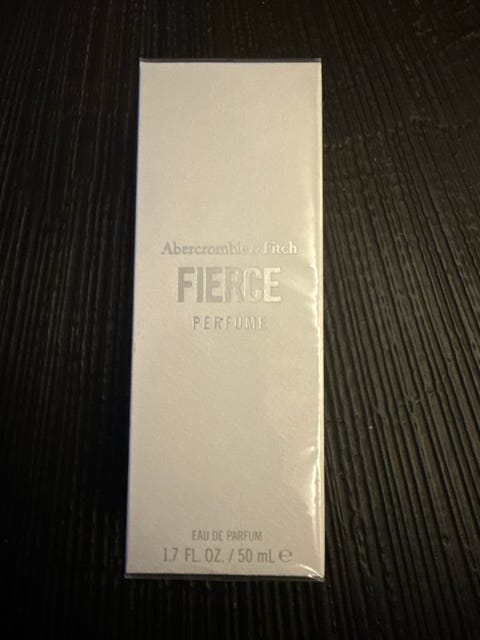 Abercrombie & Fitch
FIERCE
PERFUME
EAU DE PARFUM
1.7 FL. OZ. / 50 mL ℮